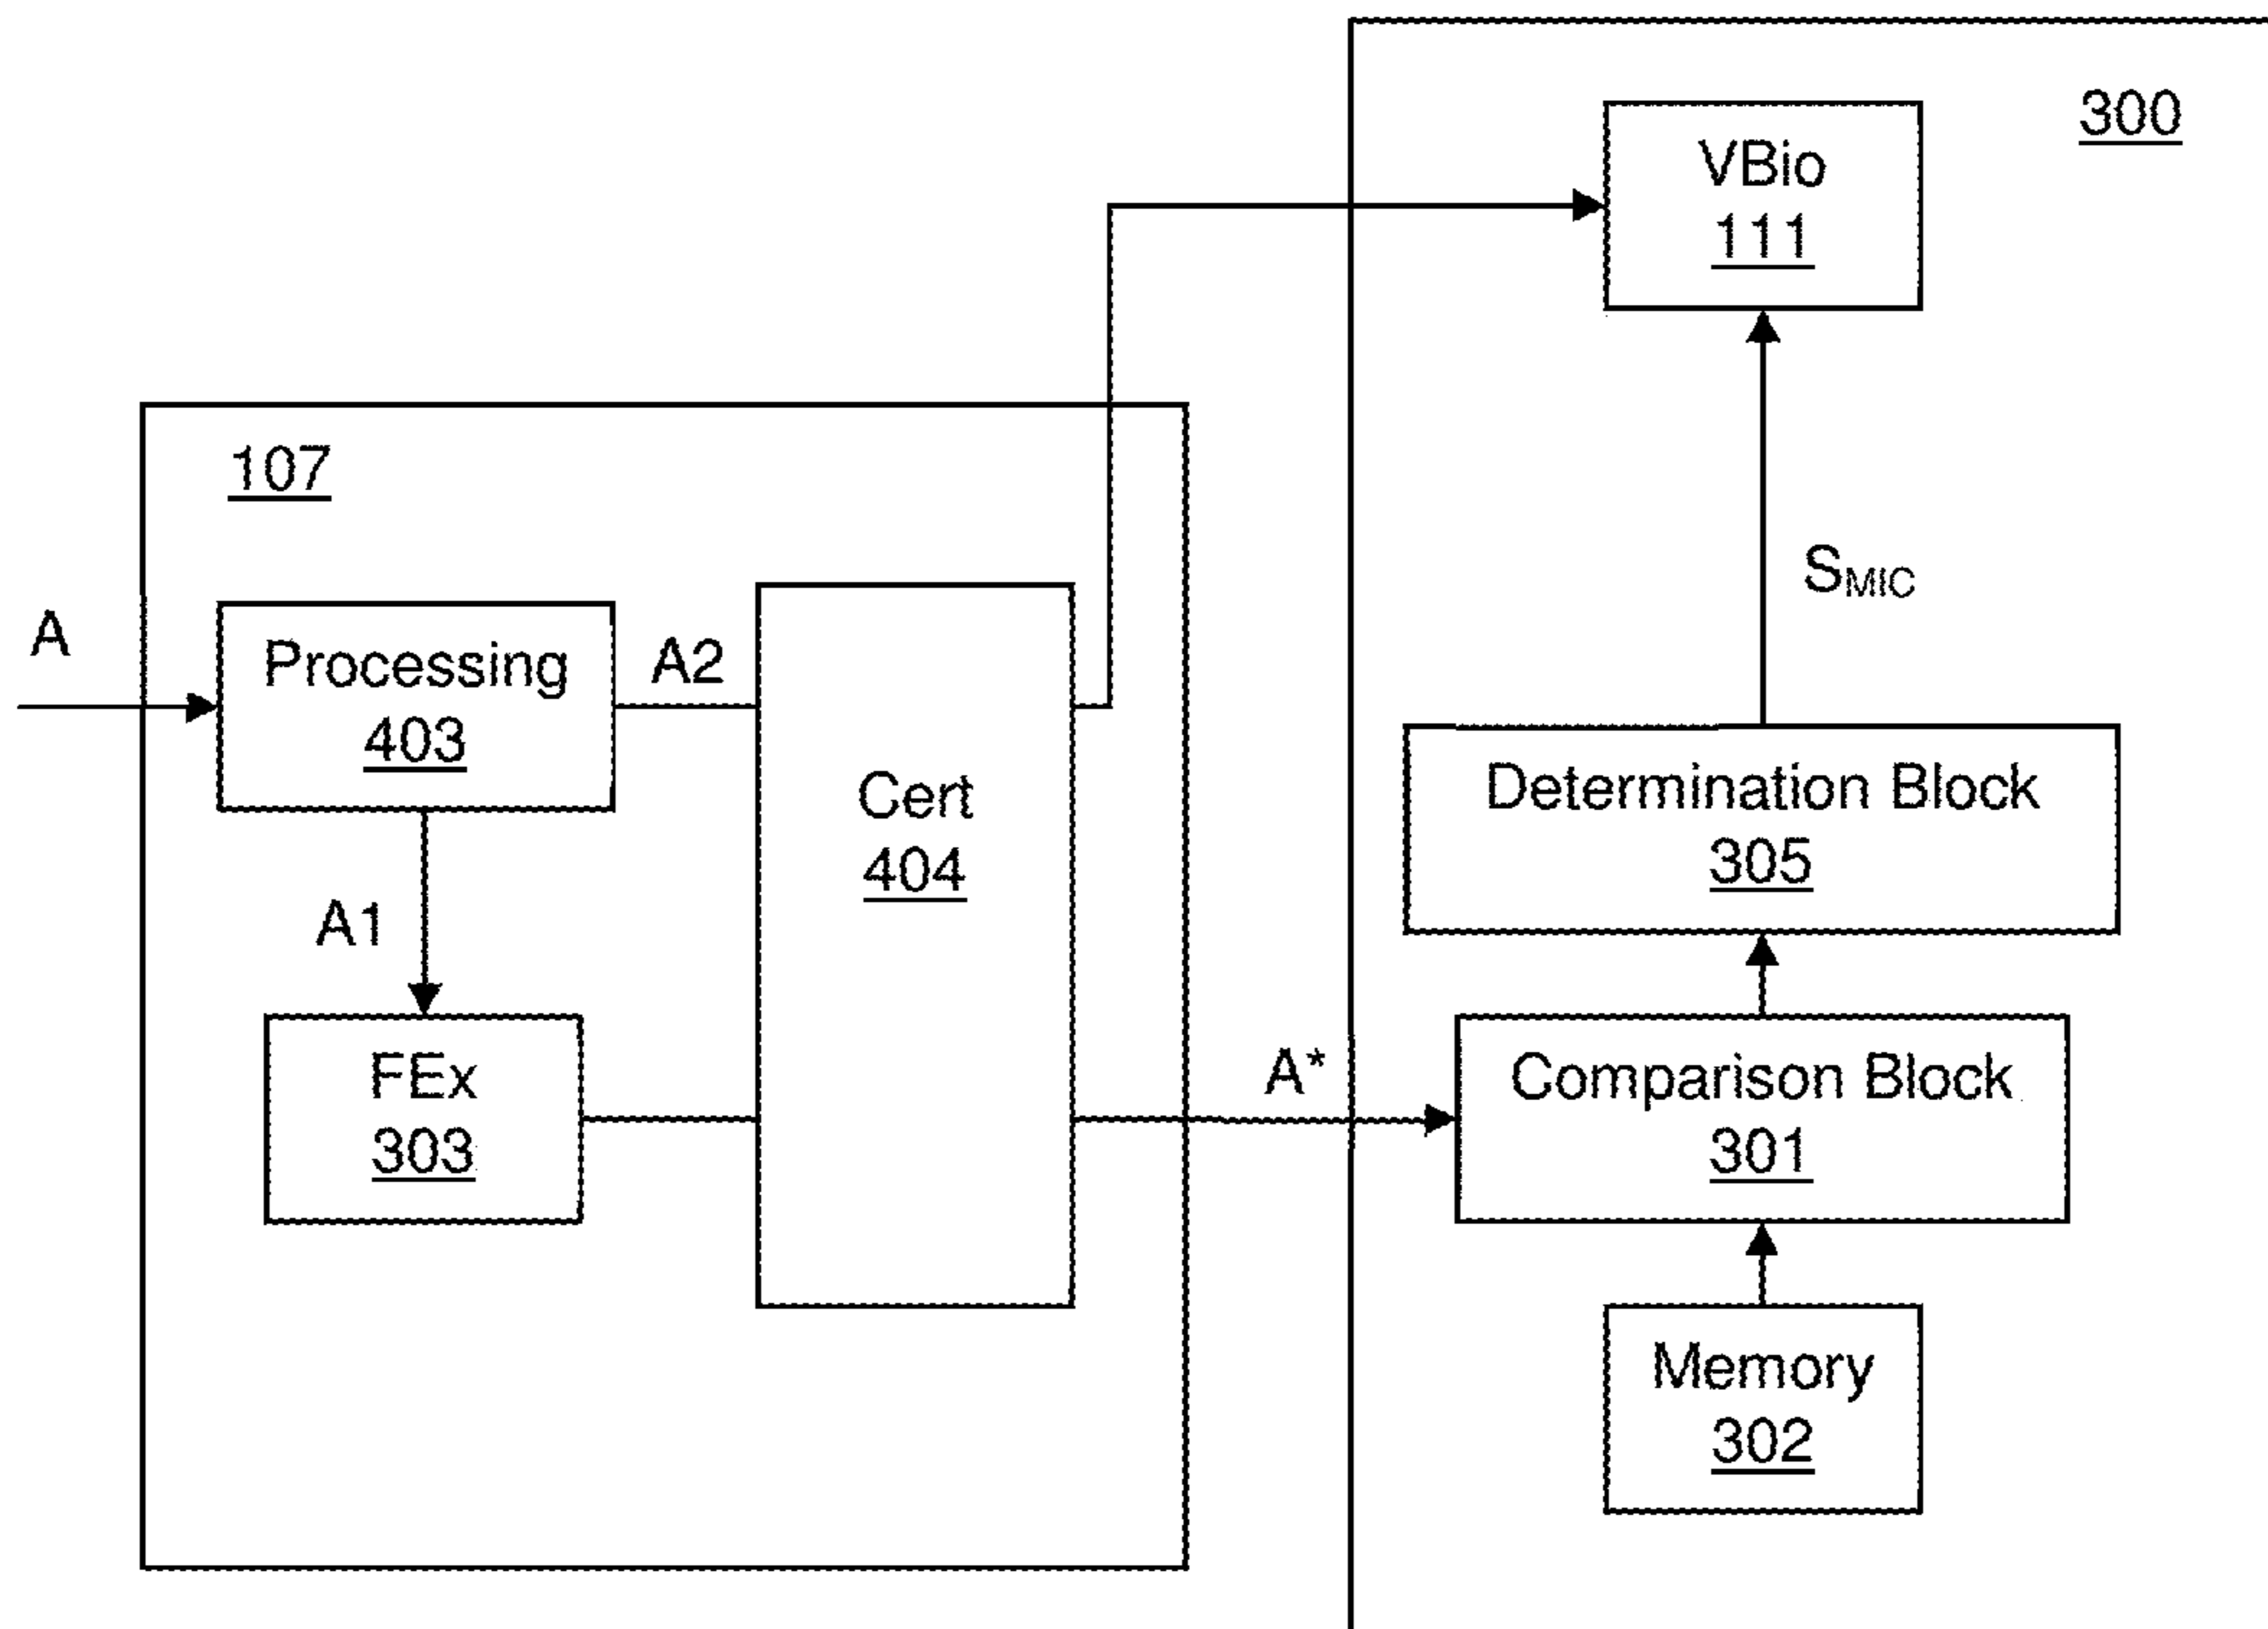 300
VBio
111
107
S_MIC
A
Processing
403
A2
Cert
404
Determination Block
305
A1
FEx
303
A*
Comparison Block
301
Memory
302